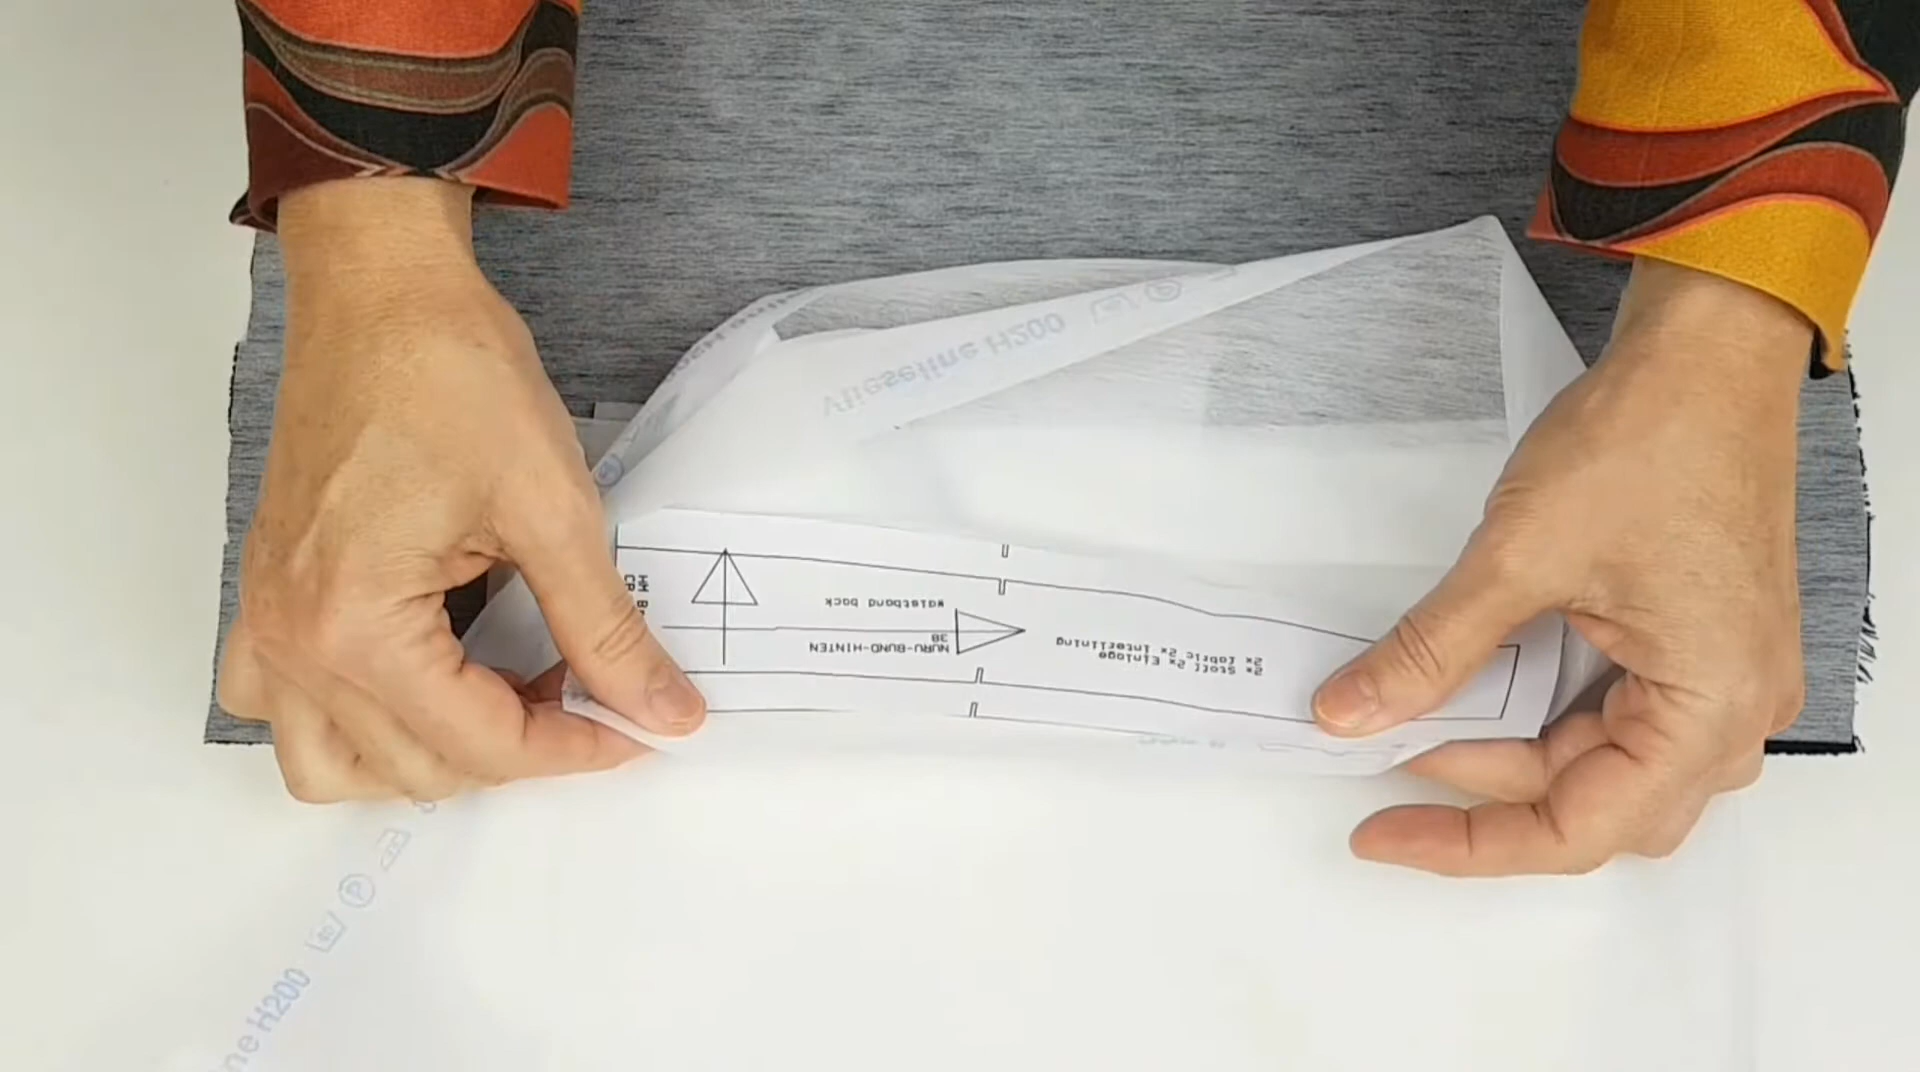 Vlieseline H200
2x Stoff 2x Einlage
2x fabric 2x interlining
NURU-BUND-HINTEN
38
waistband back
ne H200